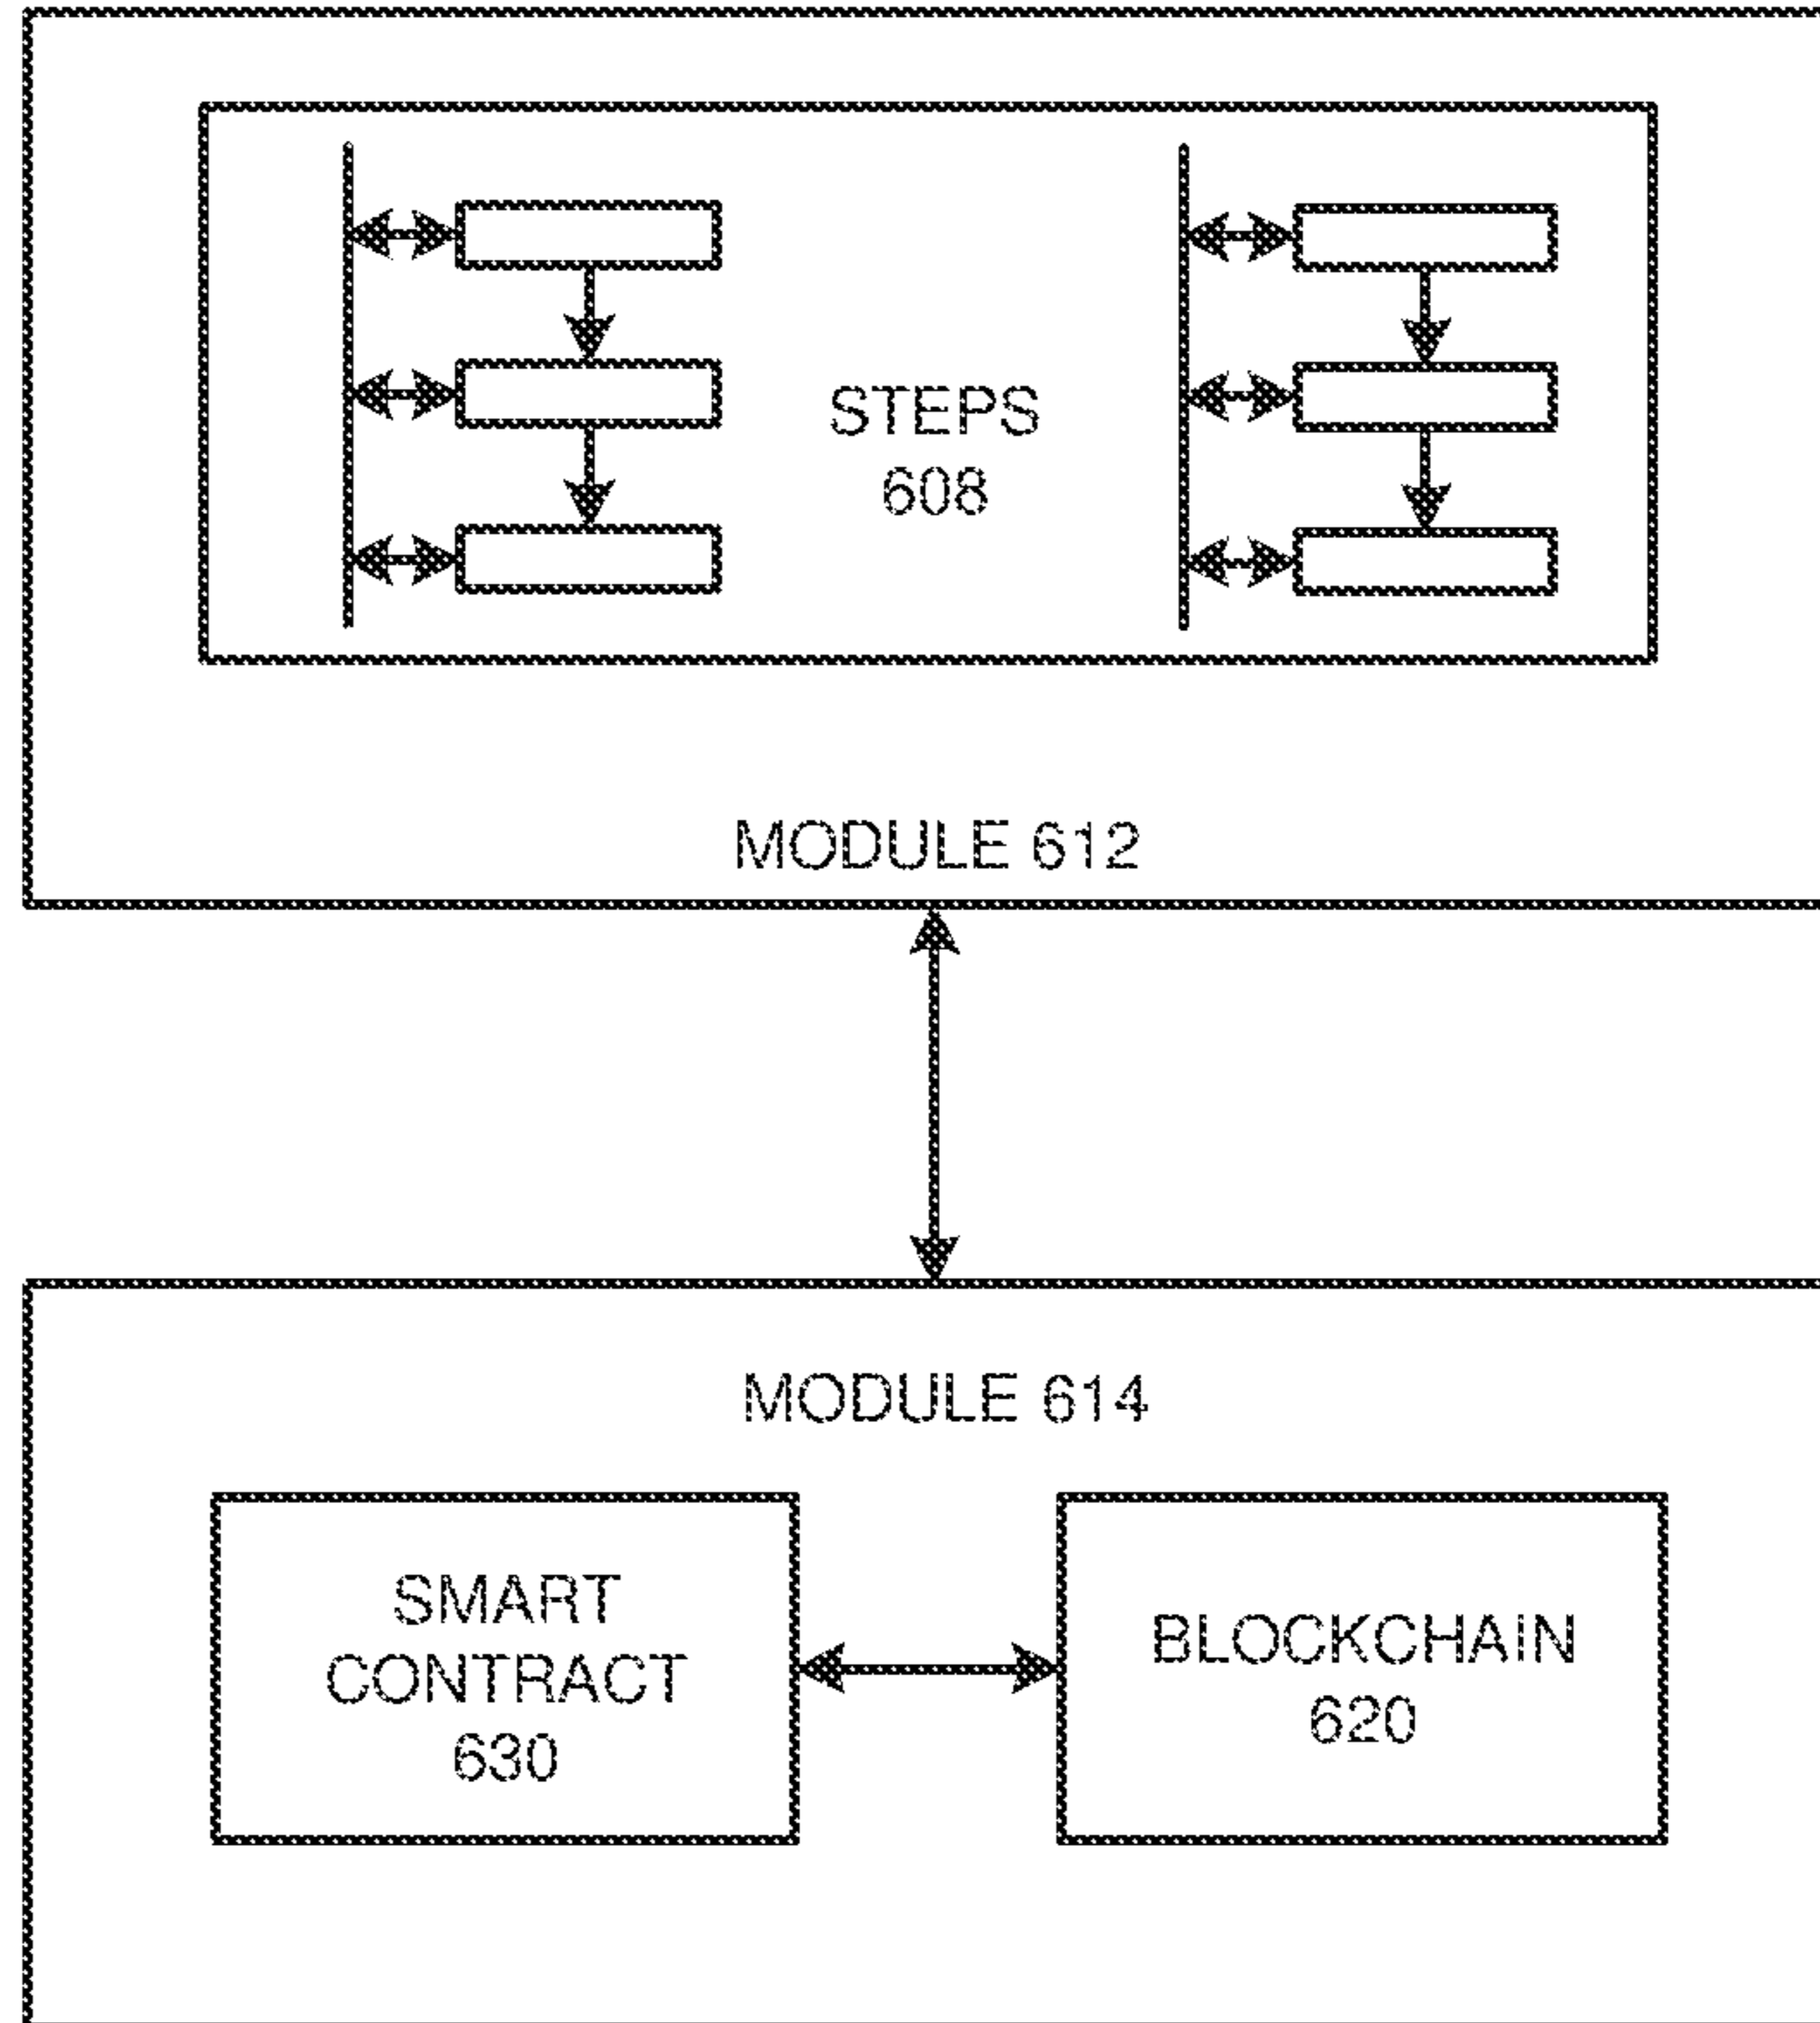 STEPS
608
MODULE 612
MODULE 614
SMART
CONTRACT
630
BLOCKCHAIN
620